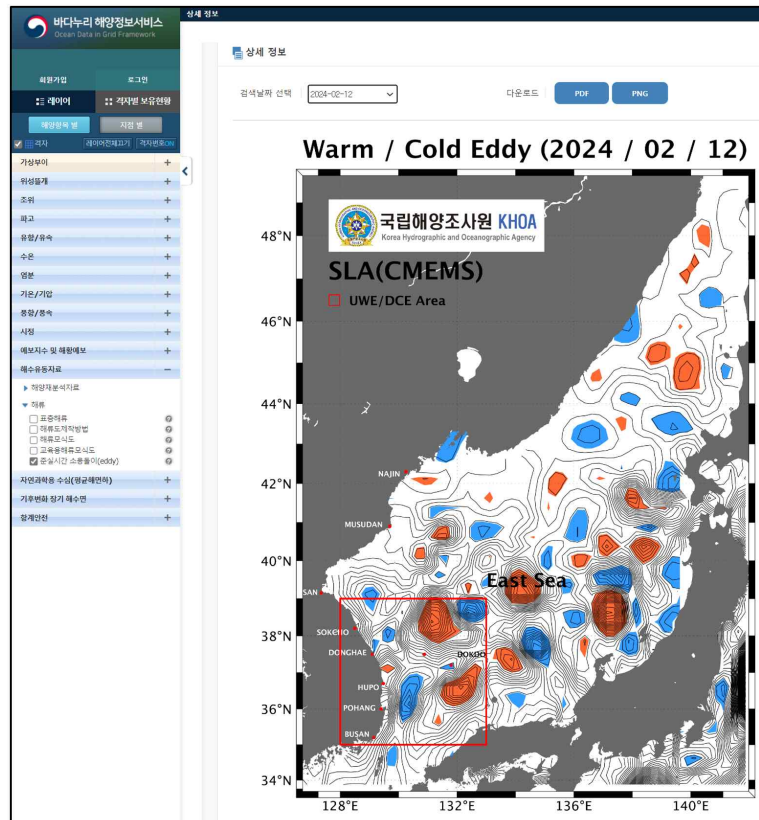 상세 정보
바다누리 해양정보서비스
Ocean Data in Grid Framework
회원가입 로그인
레이어 격자별 보유현황
해양항목 별 지점 별
격자 레이어전체끄기 격자번호ON
가상부이 +
위성뜰개 +
조위 +
파고 +
유향/유속 +
수온 +
염분 +
기온/기압 +
풍향/풍속 +
시정 +
예보지수 및 해황예보 +
해수유동자료 −
해양재분석자료
해류
표층해류
해류도제작방법
해류모식도
교육용해류모식도
준실시간 소용돌이(eddy)
자연과학용 수심(평균해면하) +
기후변화 장기 해수면 +
항계안전 +
상세 정보
검색날짜 선택 2024-02-12 다운로드 PDF PNG
Warm / Cold Eddy (2024 / 02 / 12)
국립해양조사원 KHOA
Korea Hydrographic and Oceanographic Agency
SLA(CMEMS)
UWE/DCE Area
48°N
46°N
44°N
42°N
40°N
38°N
36°N
34°N
NAJIN
MUSUDAN
East Sea
SAN
SOKCHO
DONGHAE
DOKDO
HUPO
POHANG
BUSAN
128°E 132°E 136°E 140°E